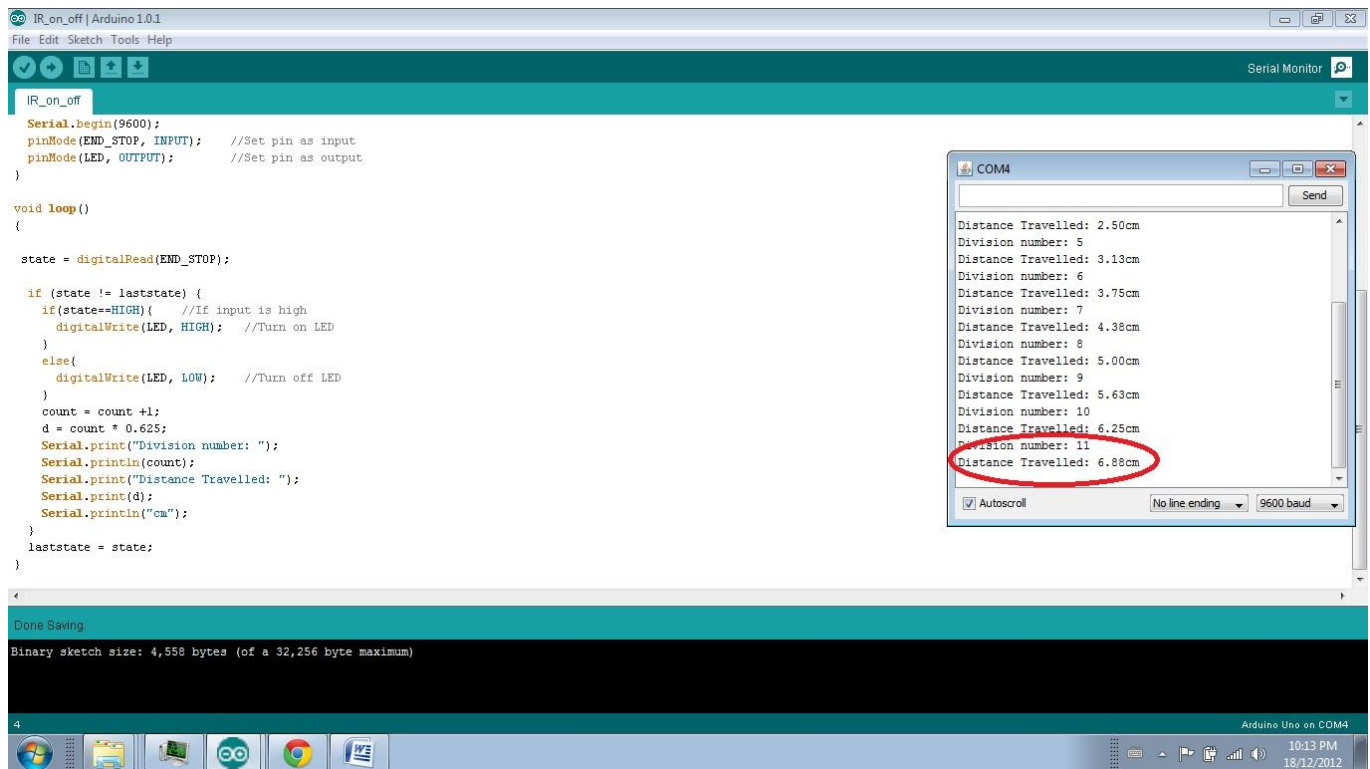 IR_on_off | Arduino 1.0.1
File Edit Sketch Tools Help
Serial Monitor
IR_on_off
Serial.begin(9600);
pinMode(END_STOP, INPUT);    //Set pin as input
pinMode(LED, OUTPUT);        //Set pin as output
}
void loop()
{
state = digitalRead(END_STOP);
if (state != laststate) {
if(state==HIGH){    //If input is high
digitalWrite(LED, HIGH);   //Turn on LED
}
else{
digitalWrite(LED, LOW);    //Turn off LED
}
count = count +1;
d = count * 0.625;
Serial.print("Division number: ");
Serial.println(count);
Serial.print("Distance Travelled: ");
Serial.print(d);
Serial.println("cm");
}
laststate = state;
}
COM4
Send
Distance Travelled: 2.50cm
Division number: 5
Distance Travelled: 3.13cm
Division number: 6
Distance Travelled: 3.75cm
Division number: 7
Distance Travelled: 4.38cm
Division number: 8
Distance Travelled: 5.00cm
Division number: 9
Distance Travelled: 5.63cm
Division number: 10
Distance Travelled: 6.25cm
Division number: 11
Distance Travelled: 6.88cm
Autoscroll
No line ending
9600 baud
Done Saving.
Binary sketch size: 4,558 bytes (of a 32,256 byte maximum)
4
Arduino Uno on COM4
10:13 PM
18/12/2012